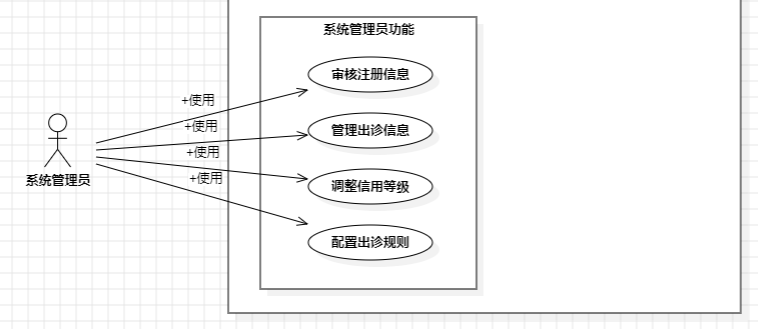 系统管理员功能
审核注册信息
+使用
管理出诊信息
+使用
+使用
系统管理员
调整信用等级
+使用
配置出诊规则